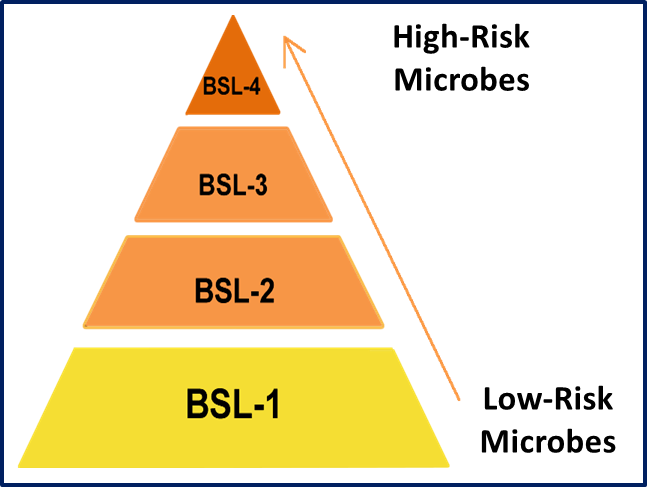 High-Risk
Microbes
BSL-4
BSL-3
BSL-2
BSL-1
Low-Risk
Microbes